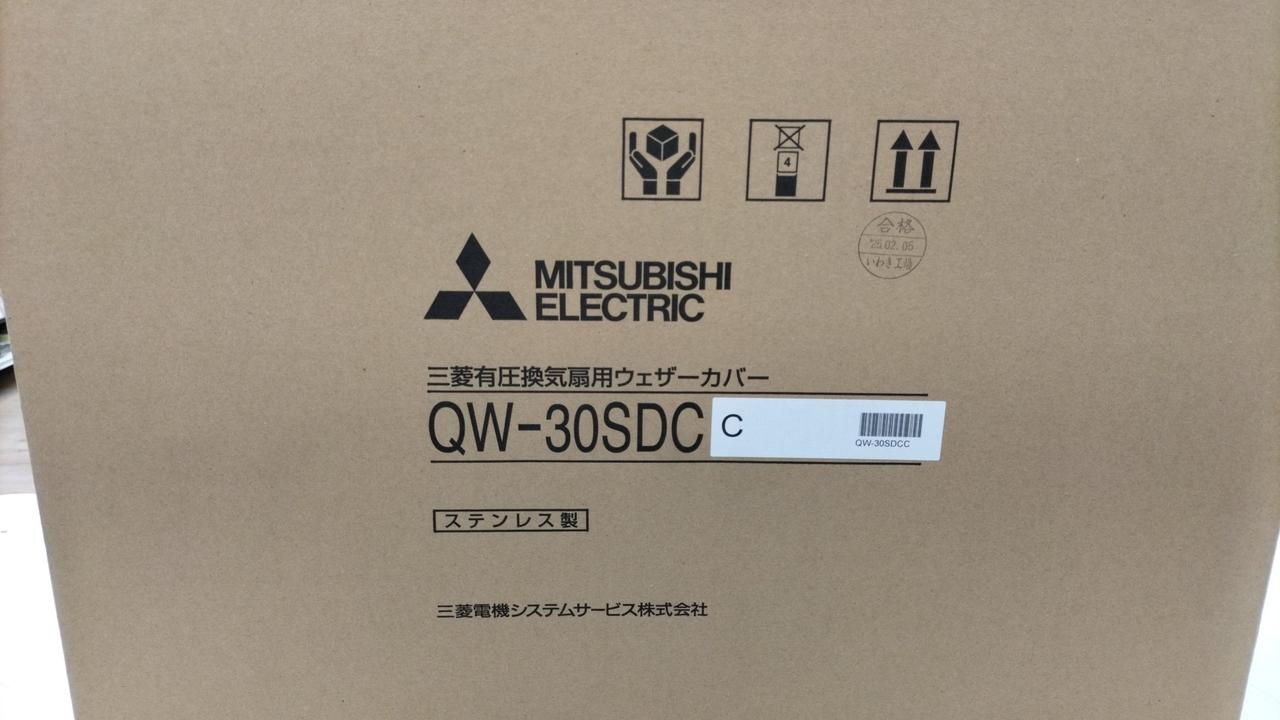 4
合格
'25.02.05
いわき工場
MITSUBISHI
ELECTRIC
三菱有圧換気扇用ウェザーカバー
QW-30SDC C
QW-30SDCC
ステンレス製
三菱電機システムサービス株式会社